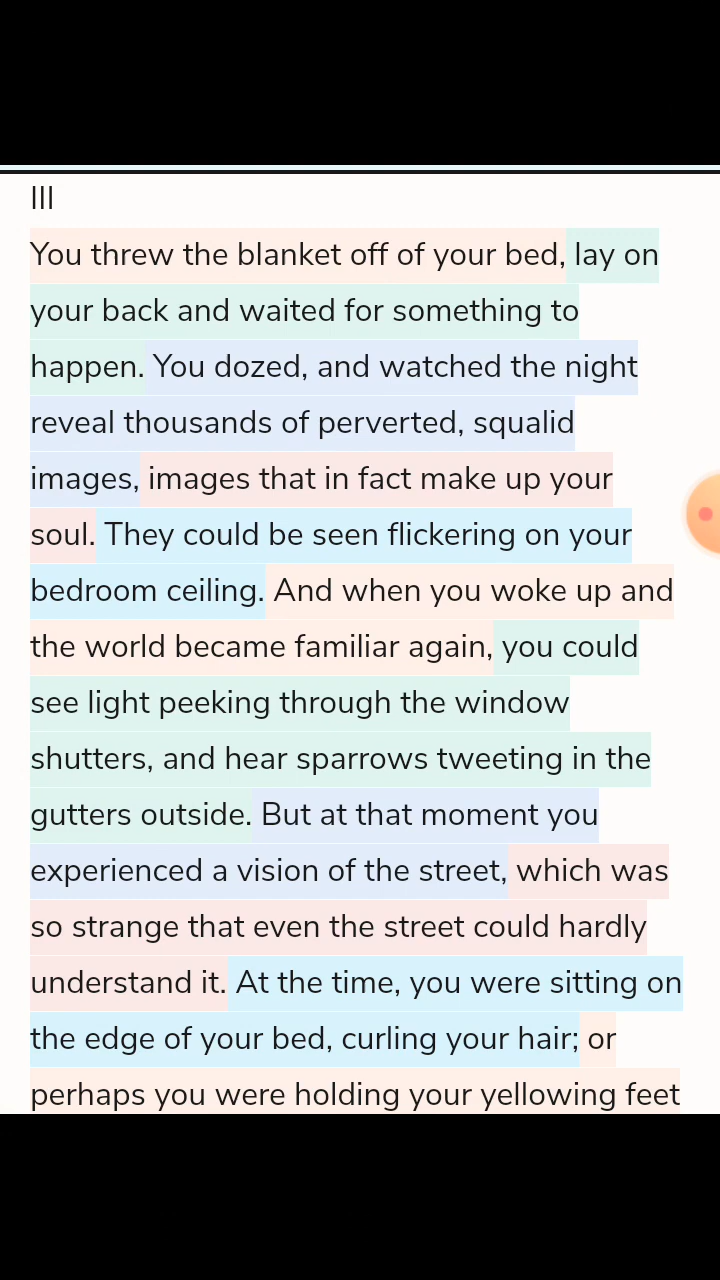 III
You threw the blanket off of your bed, lay on
your back and waited for something to
happen. You dozed, and watched the night
reveal thousands of perverted, squalid
images, images that in fact make up your
soul. They could be seen flickering on your
bedroom ceiling. And when you woke up and
the world became familiar again, you could
see light peeking through the window
shutters, and hear sparrows tweeting in the
gutters outside. But at that moment you
experienced a vision of the street, which was
so strange that even the street could hardly
understand it. At the time, you were sitting on
the edge of your bed, curling your hair; or
perhaps you were holding your yellowing feet